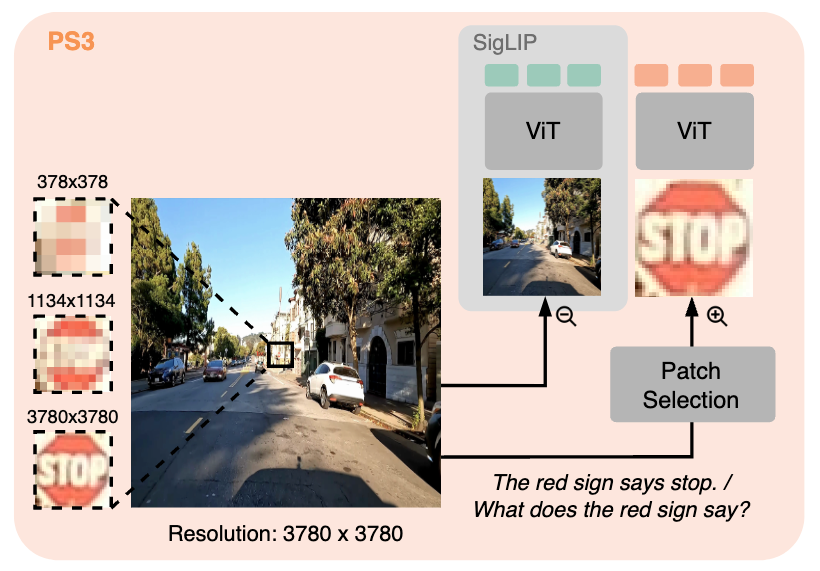 PS3
SigLIP
ViT
ViT
378x378
1134x1134
3780x3780
STOP
STOP
Patch
Selection
The red sign says stop. /
What does the red sign say?
Resolution: 3780 x 3780